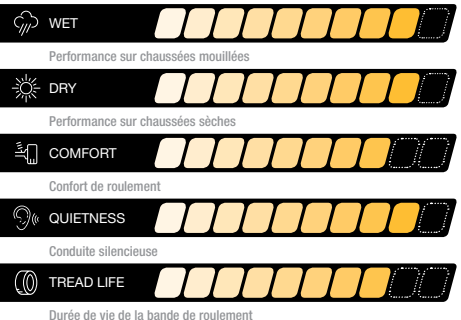 WET
Performance sur chaussées mouillées
DRY
Performance sur chaussées sèches
COMFORT
Confort de roulement
QUIETNESS
Conduite silencieuse
TREAD LIFE
Durée de vie de la bande de roulement